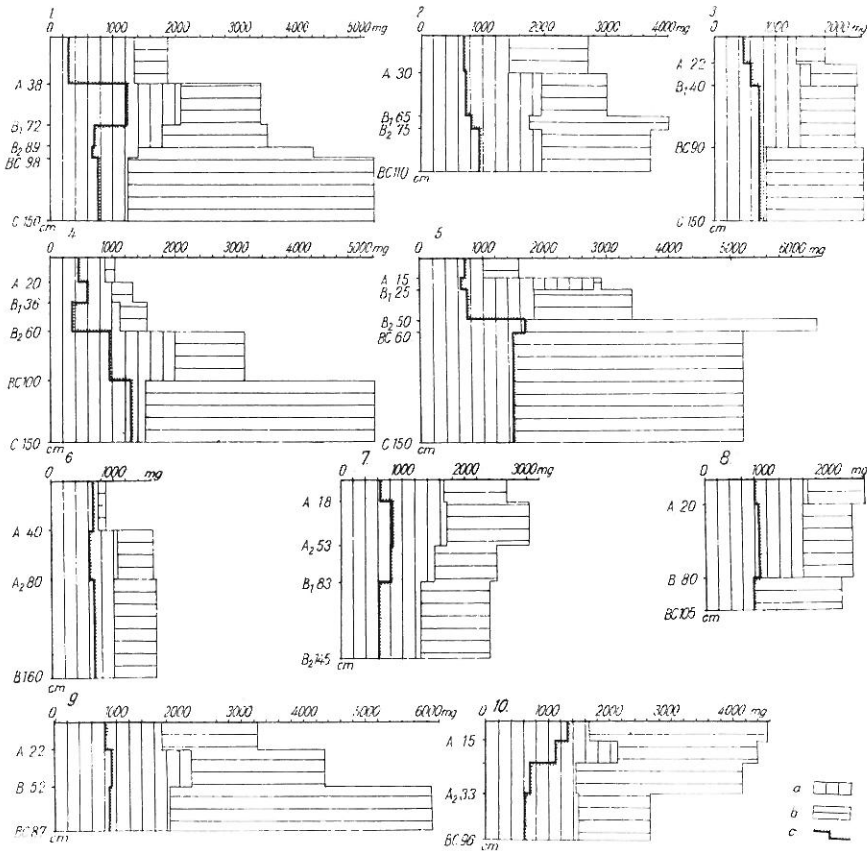 1. 0 1000 2000 3000 4000 5000 mg
A 38
B₁ 72
B₂ 89
BC 98
C 150
cm
2 0 1000 2000 3000 4000 mg
A 30
B₁ 65
B₂ 75
BC 110
cm
3 0 1000 2000 mg
A 22
B₁ 40
BC 90
C 150
cm
4. 0 1000 2000 3000 4000 5000 mg
A 20
B₁ 36
B₂ 60
BC 100
C 150
cm
5 0 1000 2000 3000 5000 6000 mg
A 15
B₁ 25
B₂ 50
BC 60
C 150
cm
6 0 1000 mg
A 40
A₂ 80
B 160
cm
7. 0 1000 2000 3000 mg
A 18
A₂ 53
B₁ 83
B₂ 145
cm
8. 0 1000 2000 mg
A 20
B 80
BC 105
cm
9 0 1000 2000 3000 4000 5000 6000 mg
A 22
BC 87
cm
10. 0 1000 2000 4000 mg
A 15
A₂ 33
BC 96
cm
a
b
c